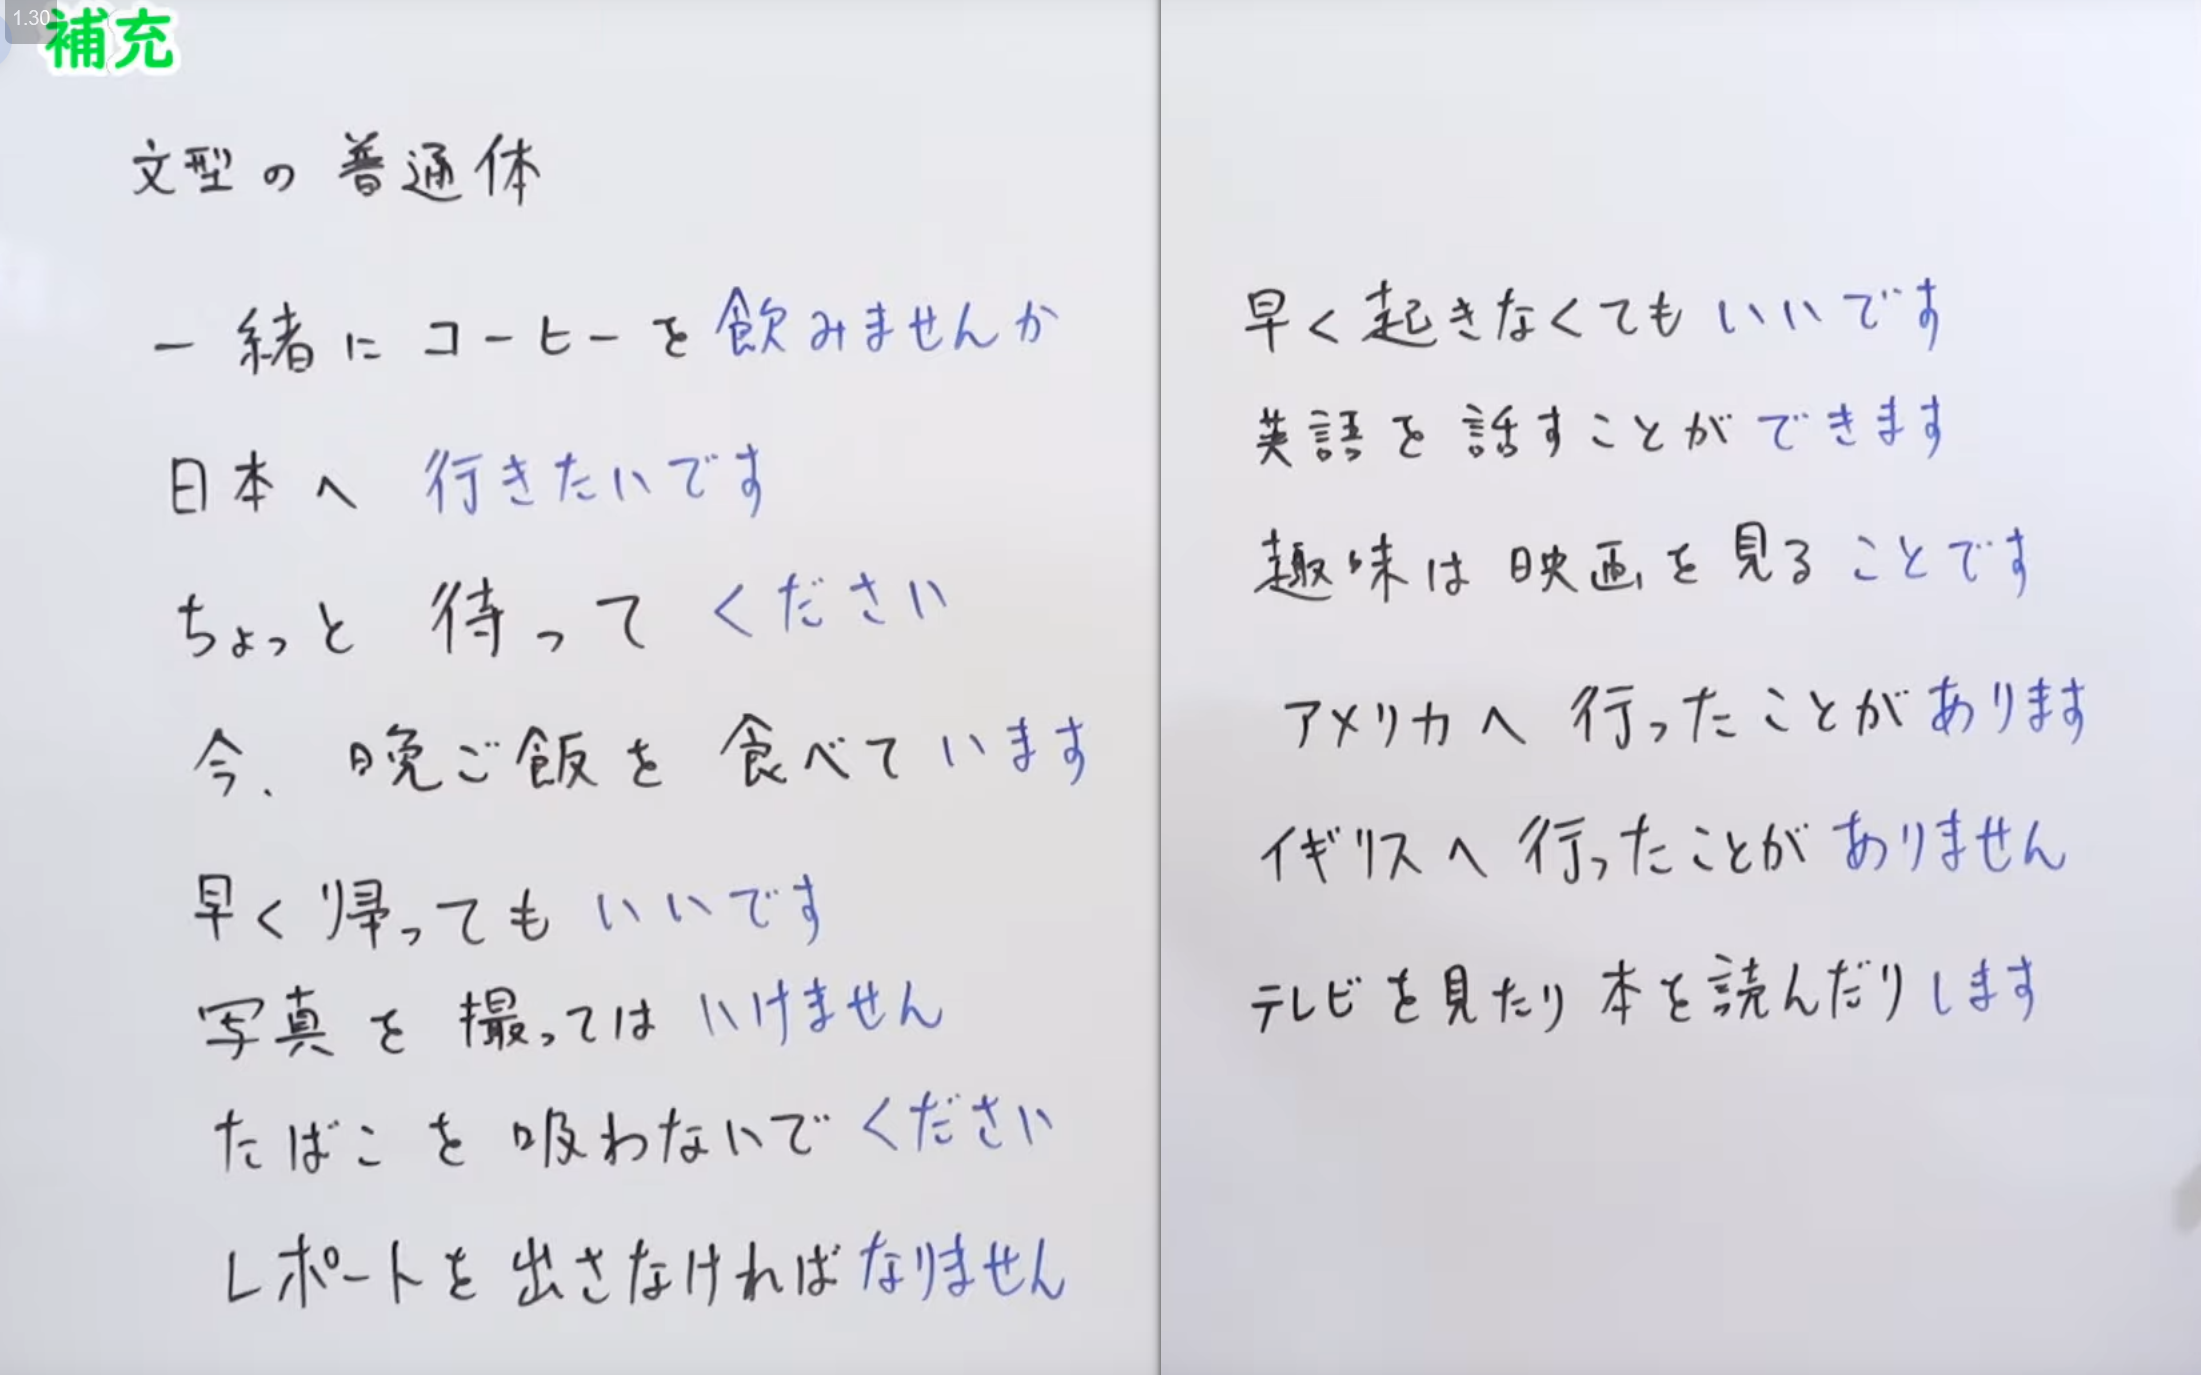 1.30
補充
文型の普通体
一緒にコーヒーを飲みませんか
日本へ 行きたいです
ちょっと 待ってください
今、晩ご飯を食べています
早く帰ってもいいです
写真を撮ってはいけません
たばこを吸わないでください
レポートを出さなければなりません
早く起きなくてもいいです
英語を話すことができます
趣味は映画を見ることです
アメリカへ行ったことがあります
イギリスへ行ったことがありません
テレビを見たり本を読んだりします